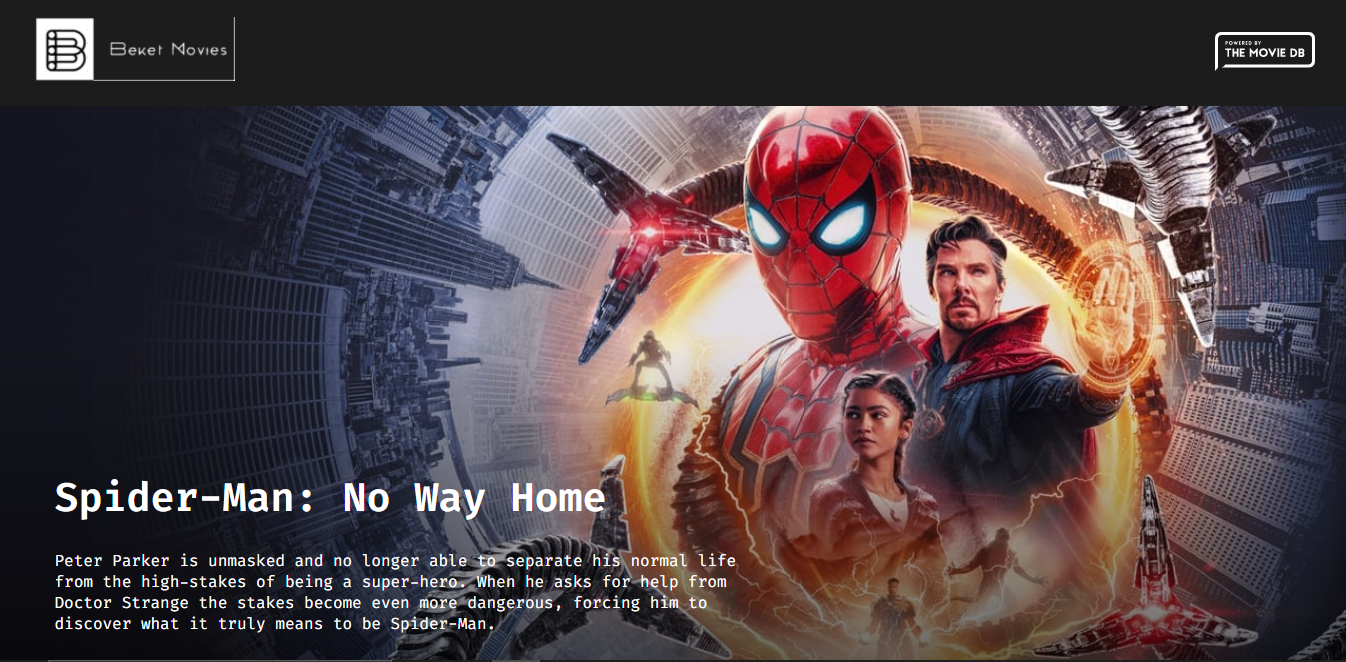 Beket Movies
POWERED BY
THE MOVIE DB
Spider-Man: No Way Home
Peter Parker is unmasked and no longer able to separate his normal life
from the high-stakes of being a super-hero. When he asks for help from
Doctor Strange the stakes become even more dangerous, forcing him to
discover what it truly means to be Spider-Man.